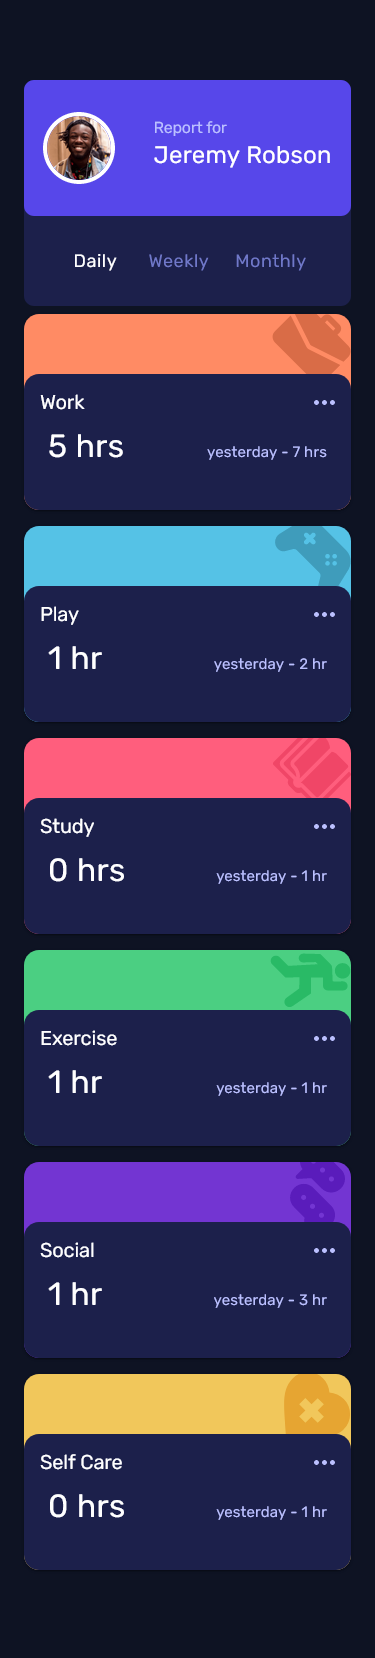 Report for
Jeremy Robson
Daily Weekly Monthly
Work
5 hrs yesterday - 7 hrs
Play
1 hr yesterday - 2 hr
Study
0 hrs yesterday - 1 hr
Exercise
1 hr yesterday - 1 hr
Social
1 hr yesterday - 3 hr
Self Care
0 hrs yesterday - 1 hr